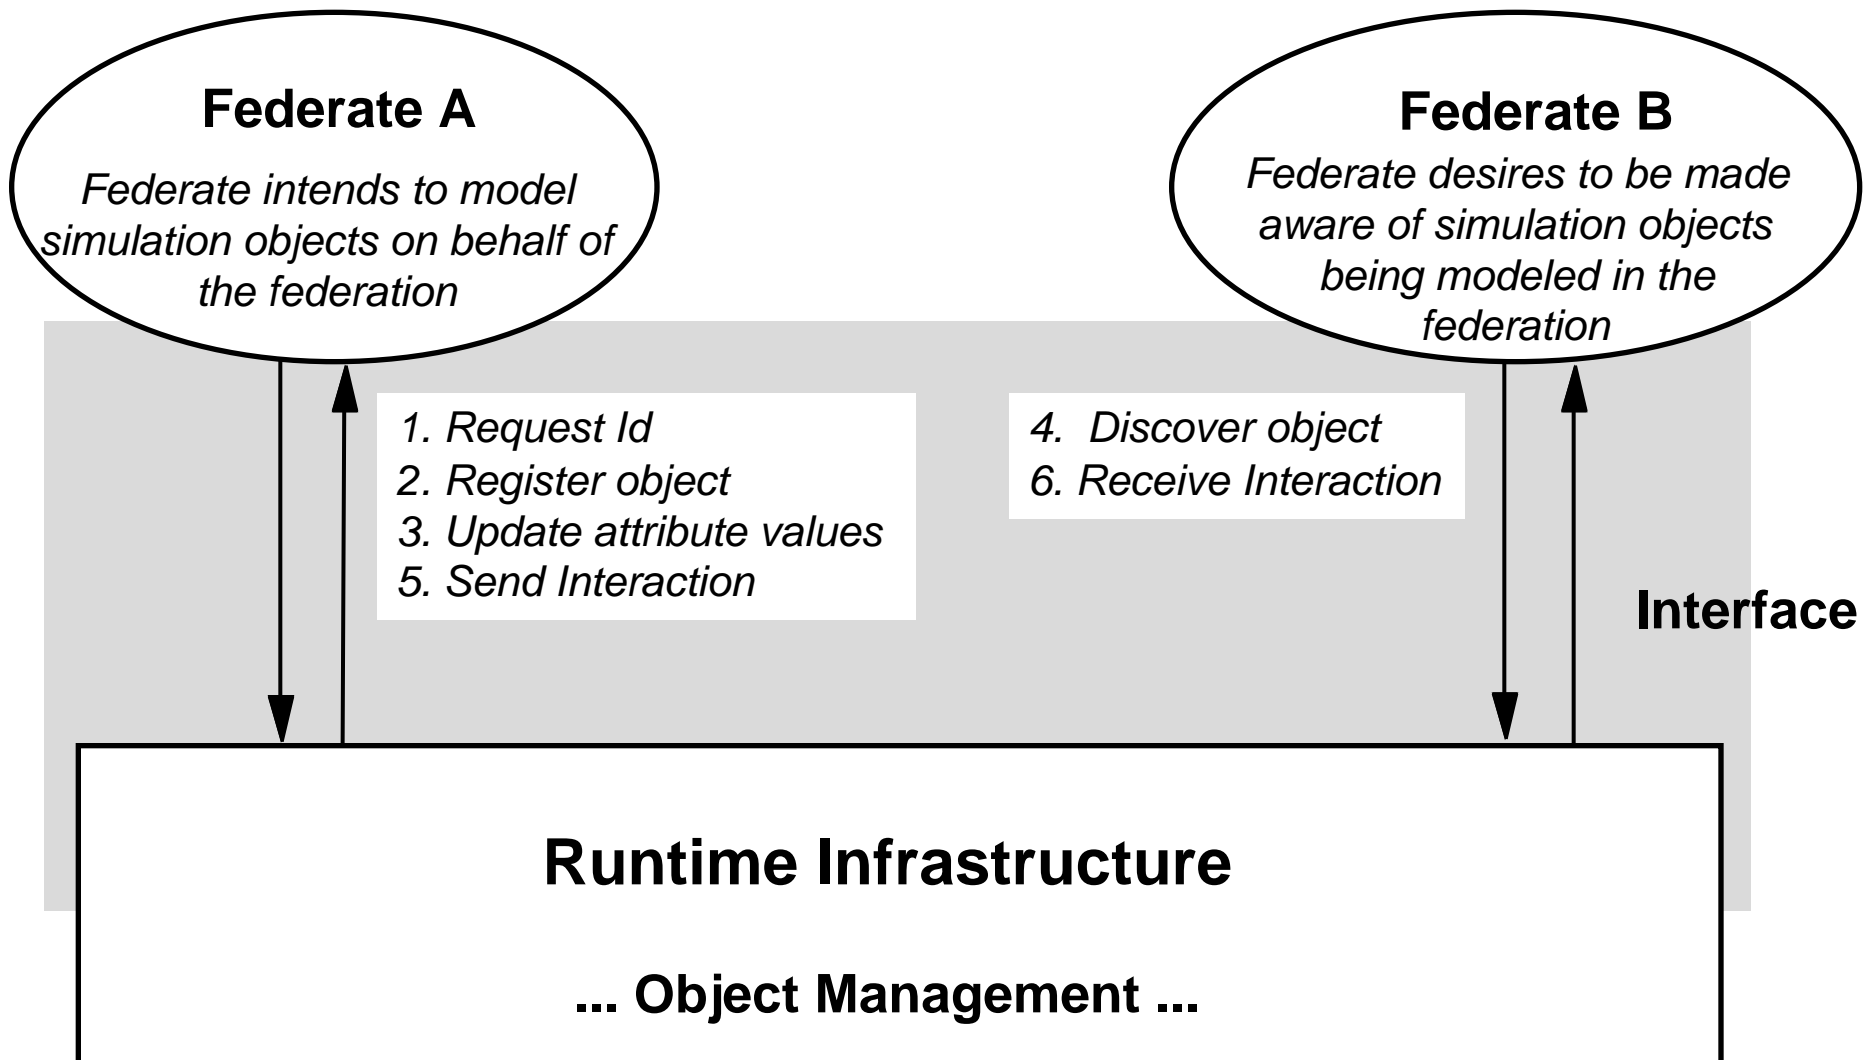 Federate A
Federate intends to model
simulation objects on behalf of
the federation
Federate B
Federate desires to be made
aware of simulation objects
being modeled in the
federation
1. Request Id
2. Register object
3. Update attribute values
5. Send Interaction
4. Discover object
6. Receive Interaction
Interface
Runtime Infrastructure
... Object Management ...